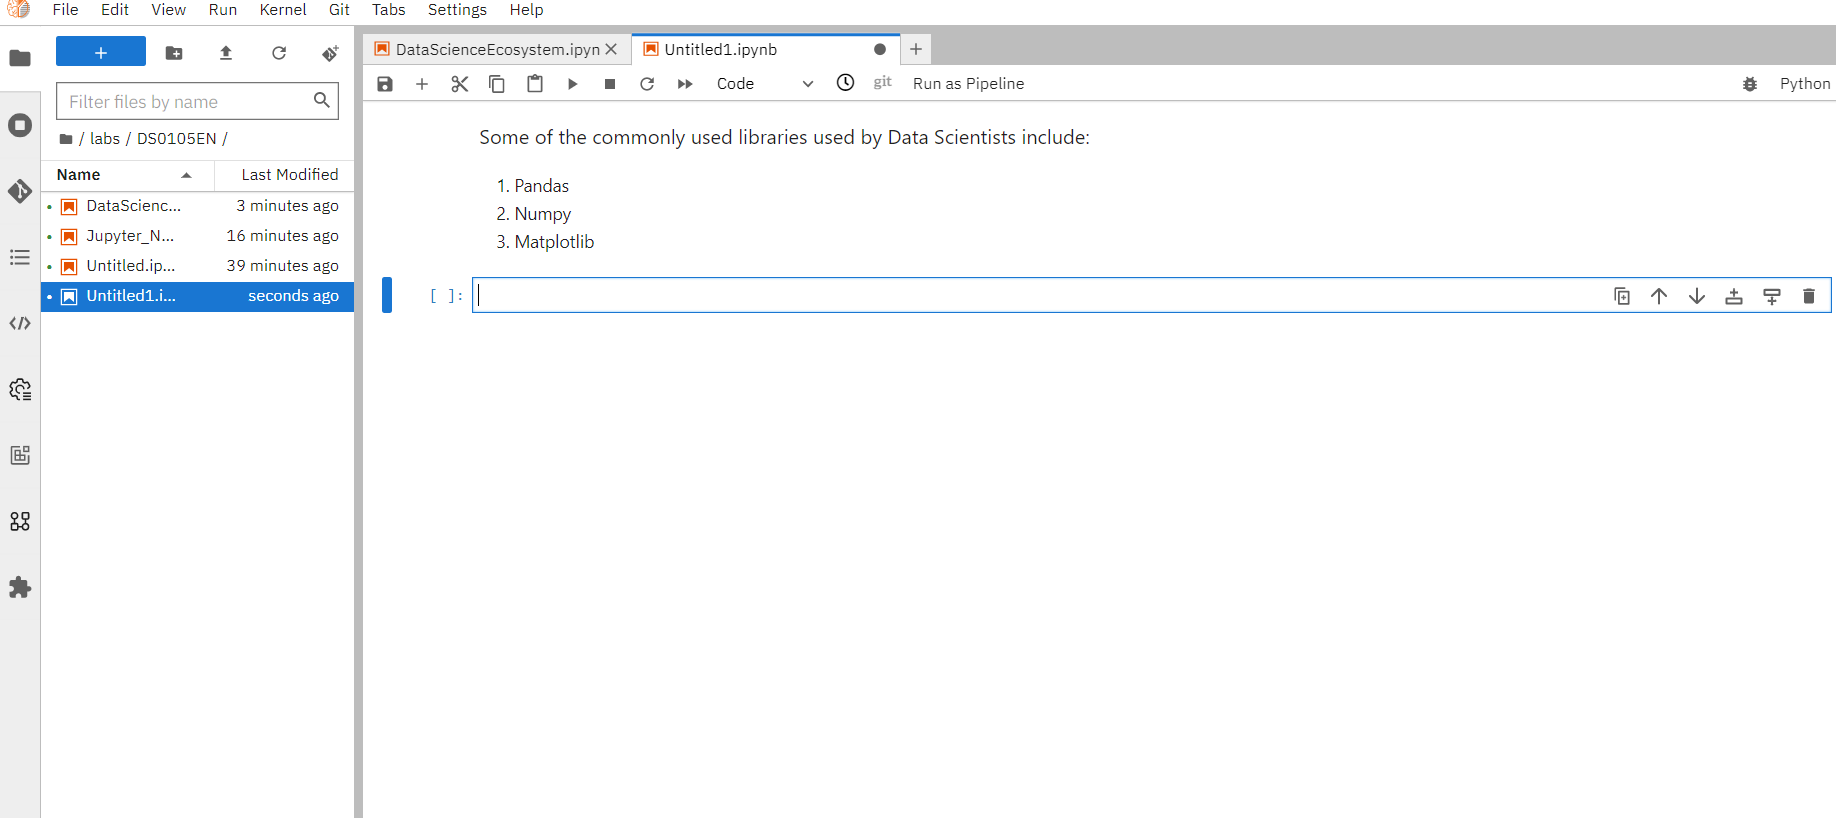 File Edit View Run Kernel Git Tabs Settings Help
Filter files by name
/ labs / DS0105EN /
Name Last Modified
DataScienc... 3 minutes ago
Jupyter_N... 16 minutes ago
Untitled.ip... 39 minutes ago
Untitled1.i... seconds ago
DataScienceEcosystem.ipyn Untitled1.ipynb
Code git Run as Pipeline Python
Some of the commonly used libraries used by Data Scientists include:
1. Pandas
2. Numpy
3. Matplotlib
[ ]: